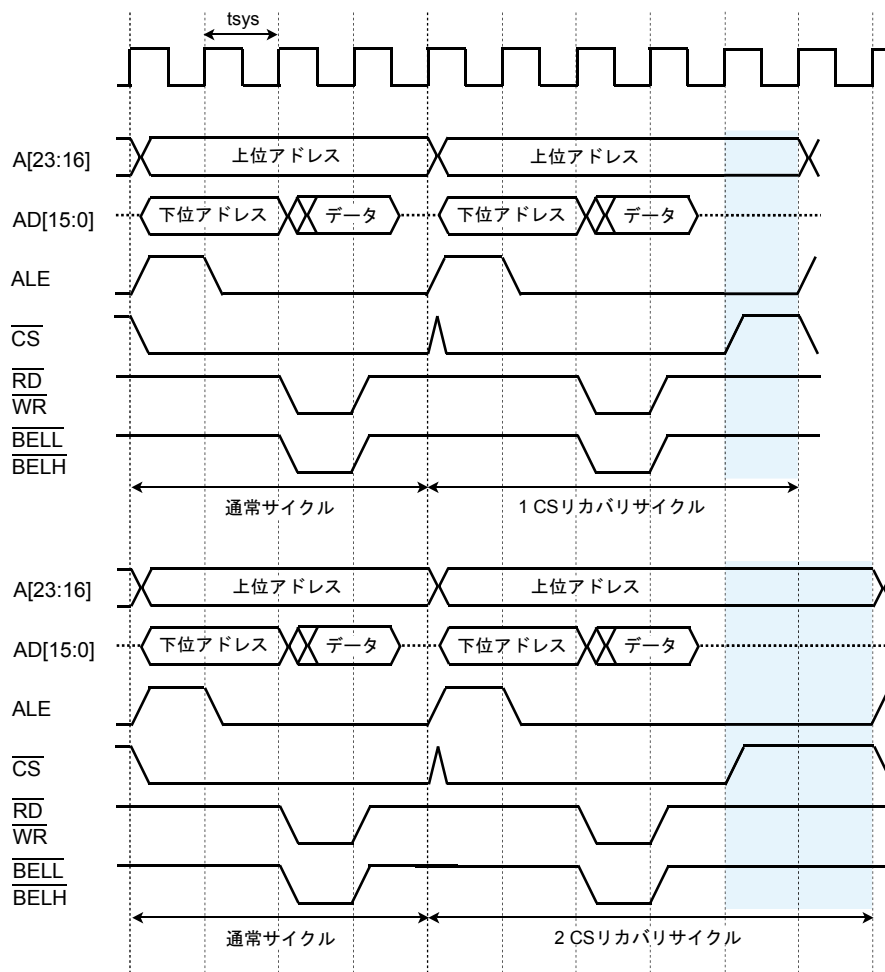 tsys
A[23:16]
上位アドレス
上位アドレス
AD[15:0]
下位アドレス
データ
下位アドレス
データ
ALE
CS
RD
WR
BELL
BELH
通常サイクル
1 CSリカバリサイクル
A[23:16]
上位アドレス
上位アドレス
AD[15:0]
下位アドレス
データ
下位アドレス
データ
ALE
CS
RD
WR
BELL
BELH
通常サイクル
2 CSリカバリサイクル